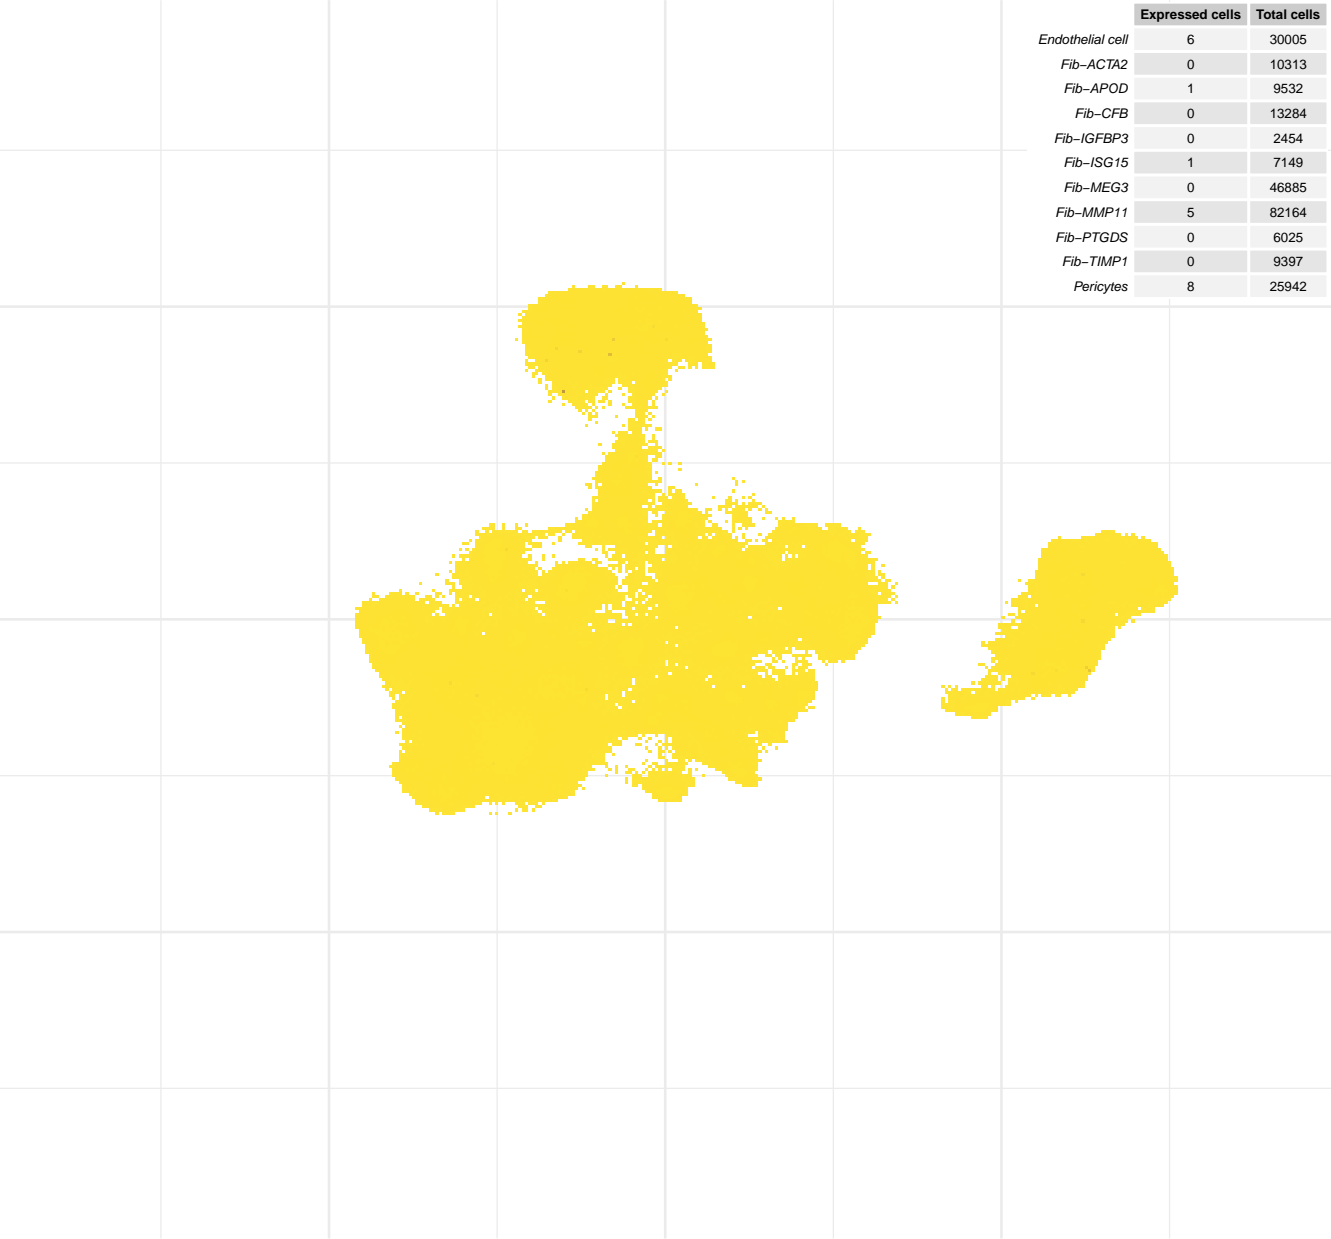 Expressed cells Total cells
Endothelial cell 6 30005
Fib−ACTA2 0 10313
Fib−APOD 1 9532
Fib−CFB 0 13284
Fib−IGFBP3 0 2454
Fib−ISG15 1 7149
Fib−MEG3 0 46885
Fib−MMP11 5 82164
Fib−PTGDS 0 6025
Fib−TIMP1 0 9397
Pericytes 8 25942